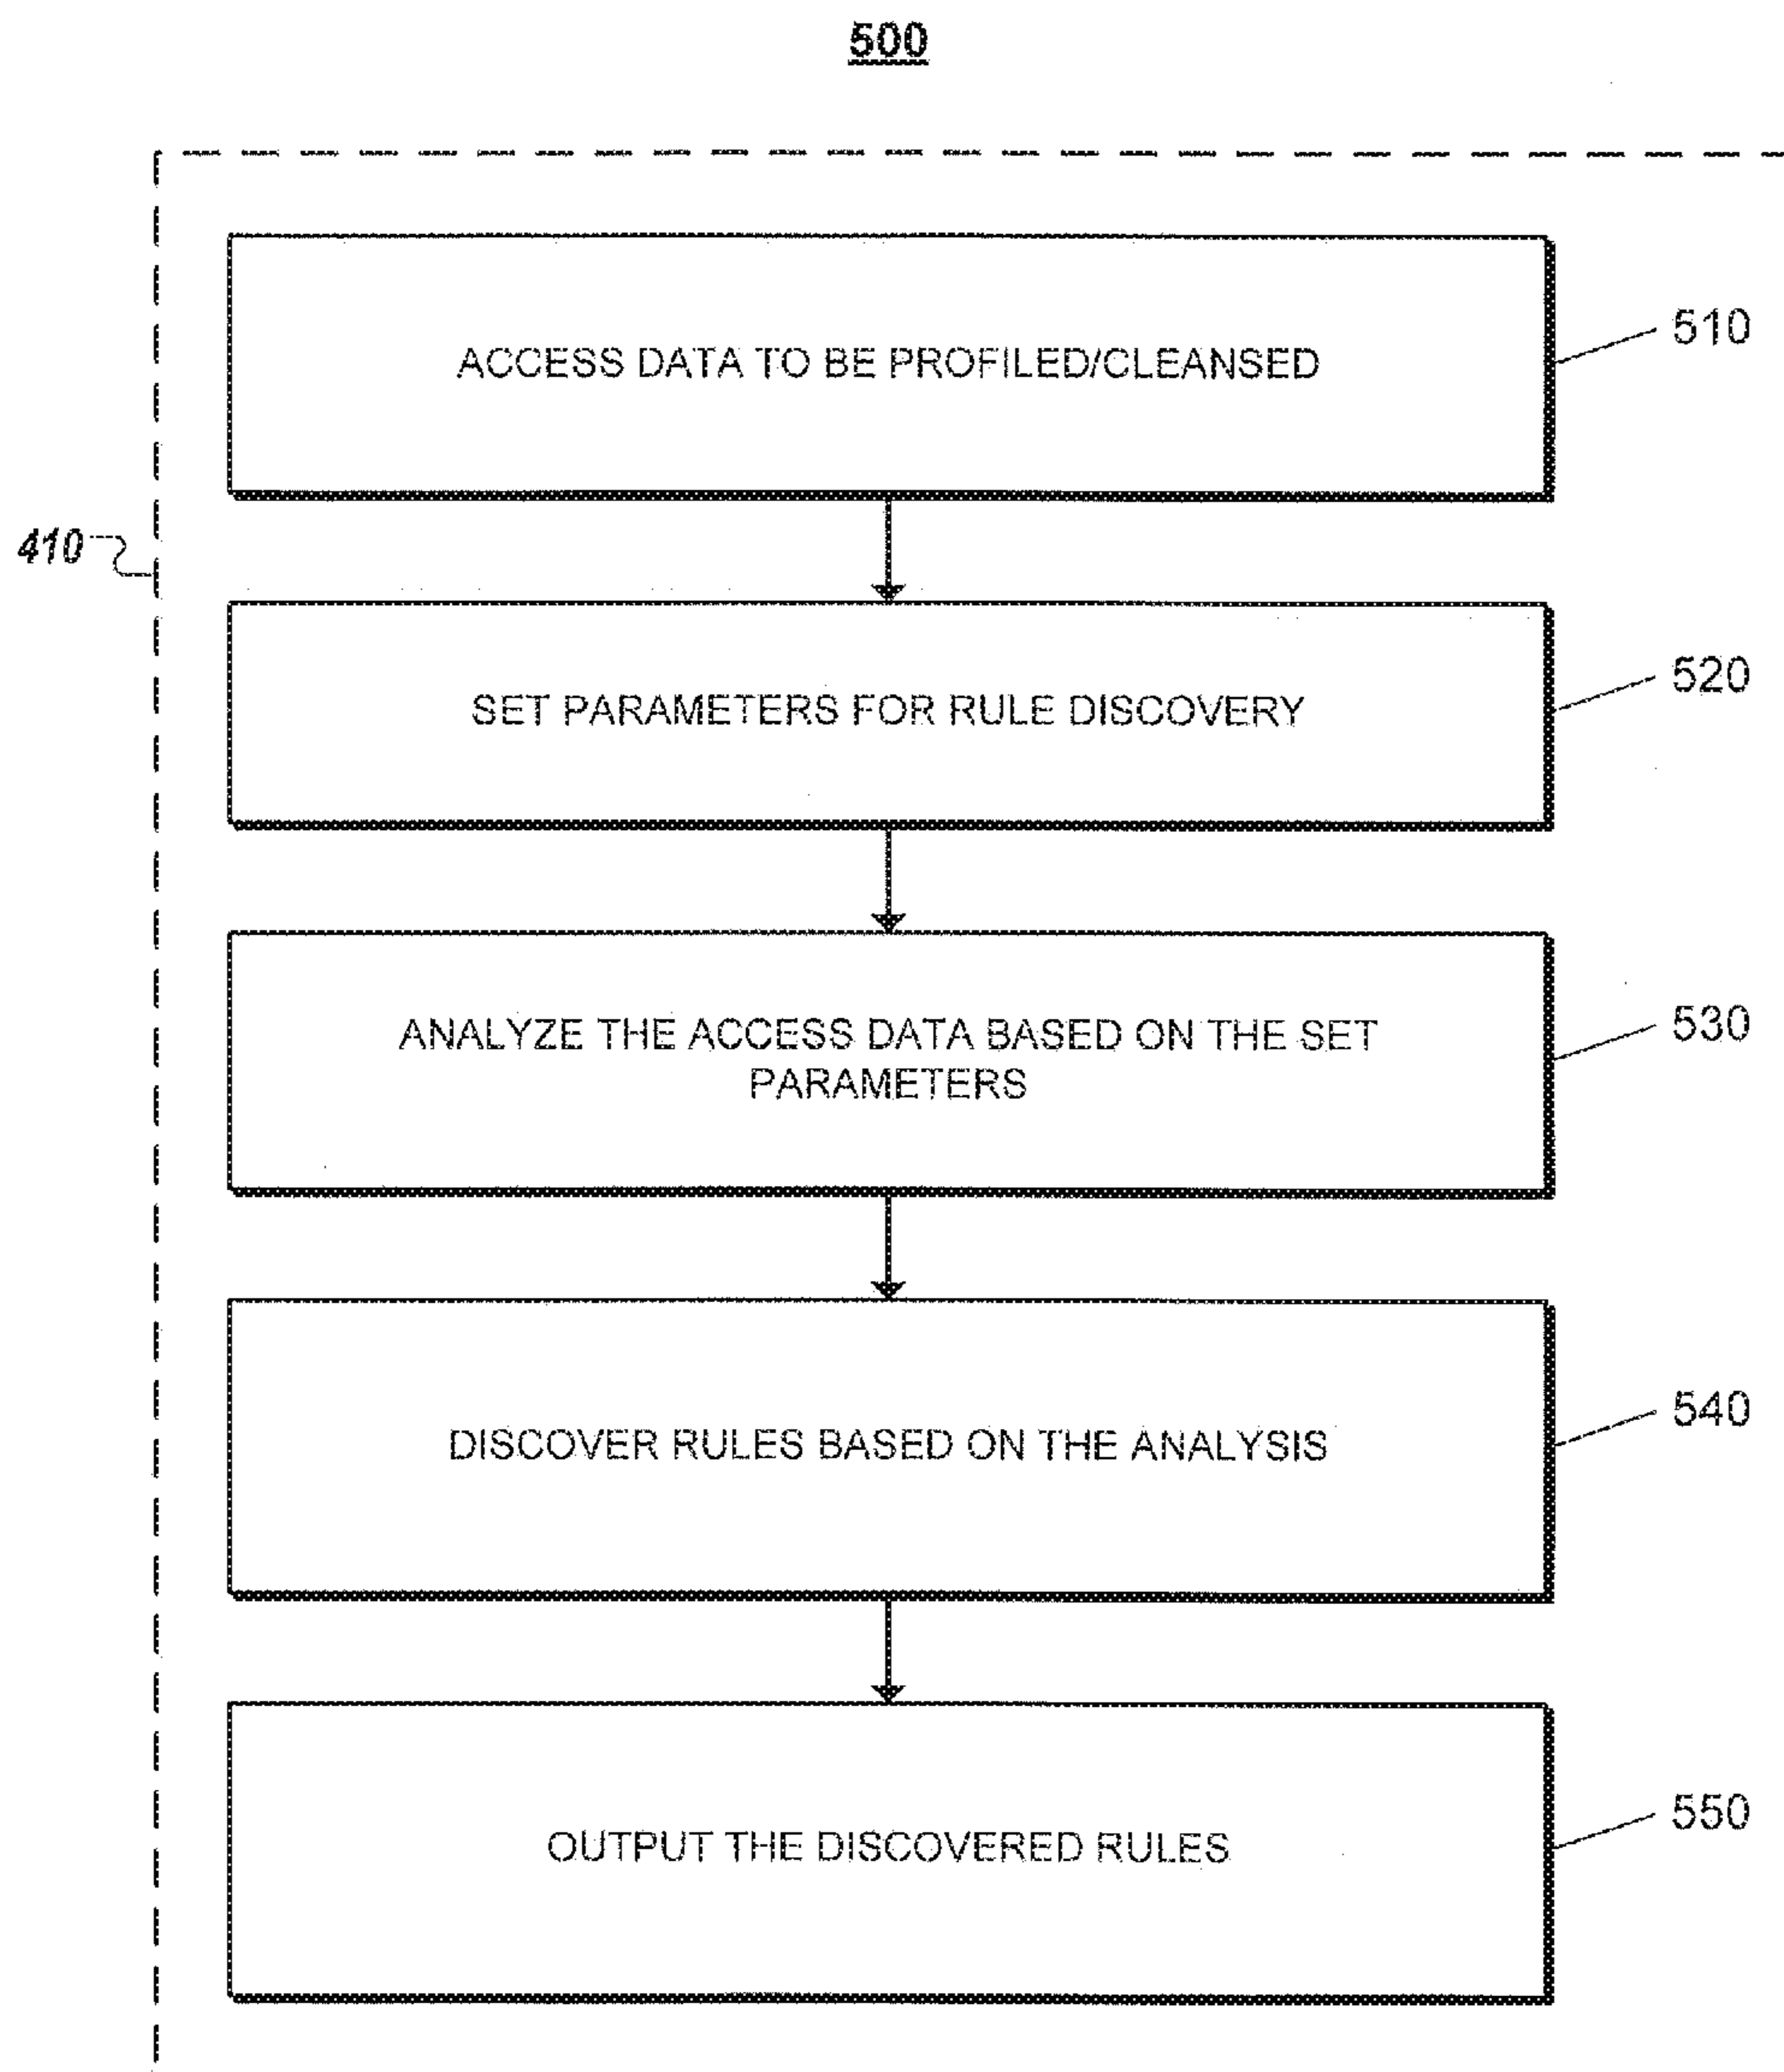 500
ACCESS DATA TO BE PROFILED/CLEANSED
510
410
SET PARAMETERS FOR RULE DISCOVERY
520
ANALYZE THE ACCESS DATA BASED ON THE SET
PARAMETERS
530
DISCOVER RULES BASED ON THE ANALYSIS
540
OUTPUT THE DISCOVERED RULES
550